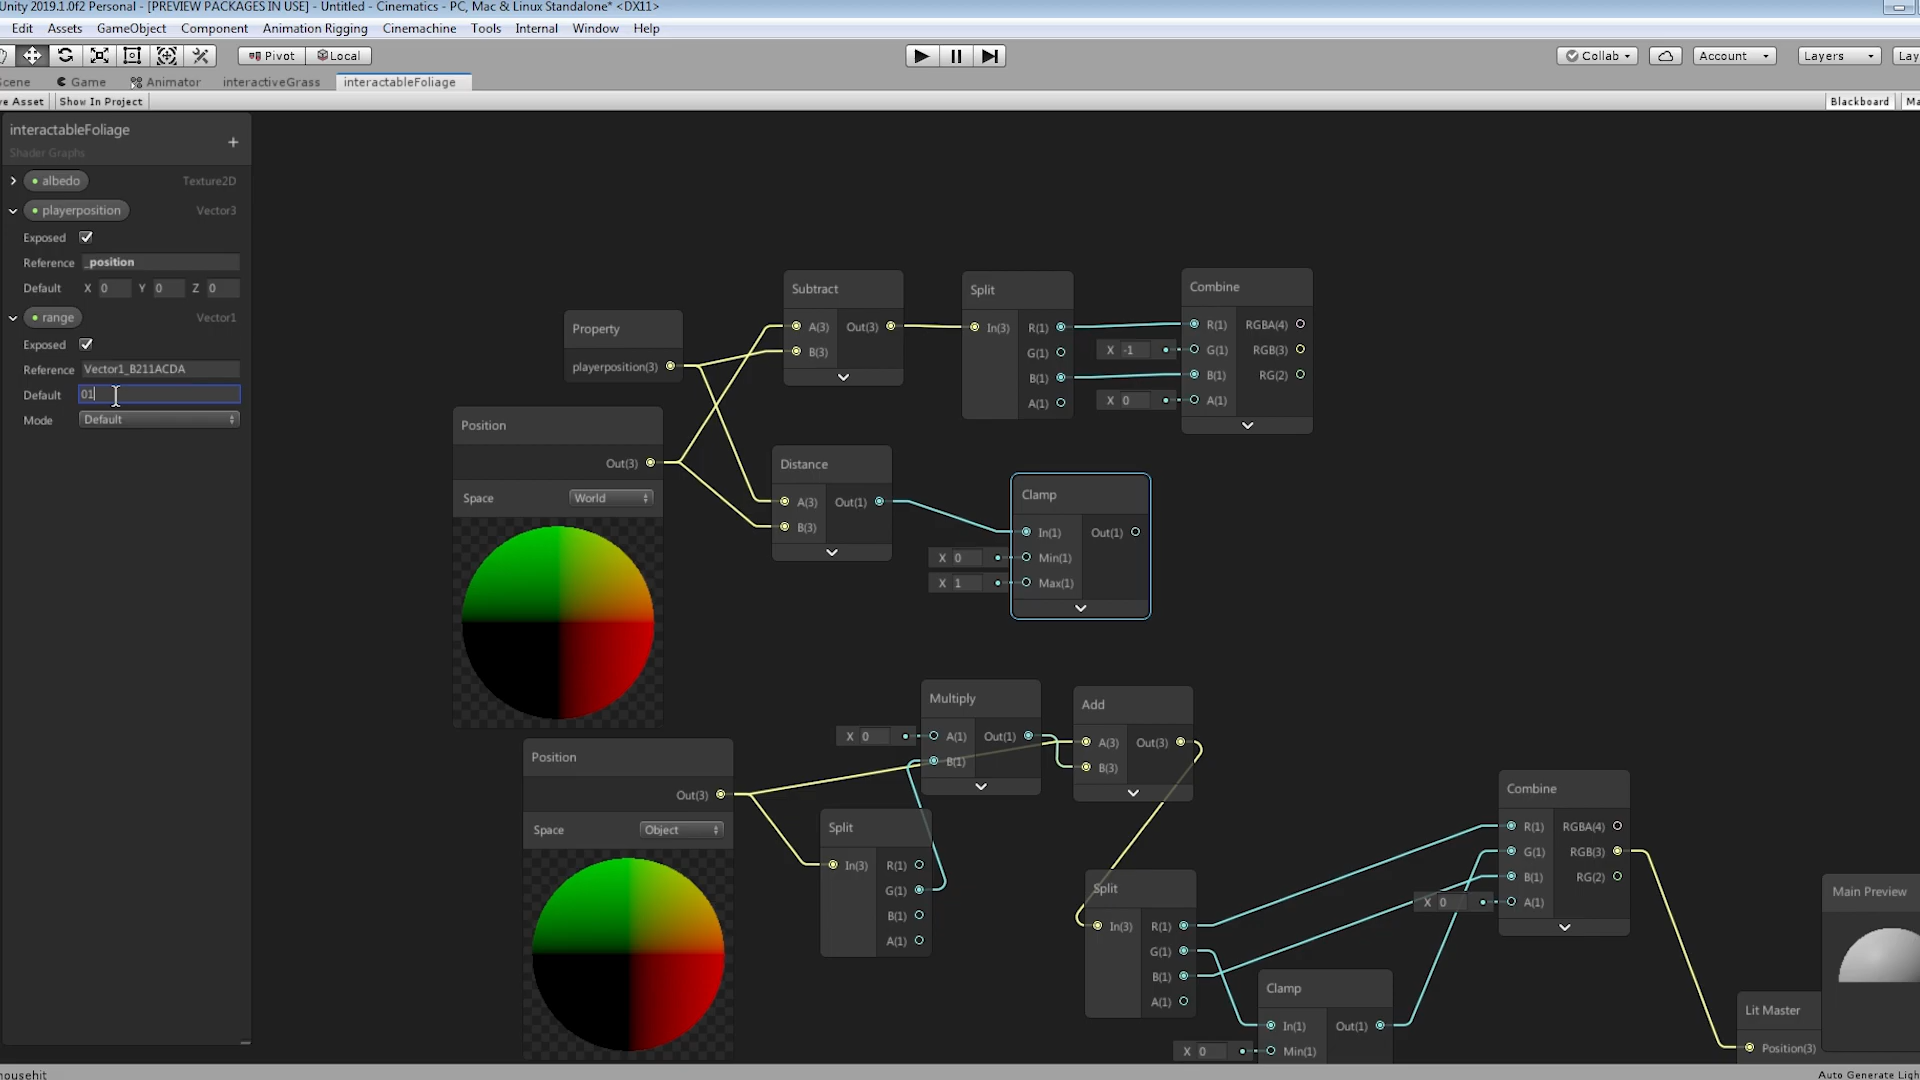 Unity 2019.1.0f2 Personal - [PREVIEW PACKAGES IN USE] - Untitled - Cinematics - PC, Mac & Linux Standalone* <DX11>
Edit Assets GameObject Component Animation Rigging Cinemachine Tools Internal Window Help
Pivot Local Collab Account Layers Lay
Scene Game Animator interactiveGrass interactableFoliage
ve Asset Show In Project Blackboard Ma
interactableFoliage
Shader Graphs
albedo Texture2D
playerposition Vector3
Exposed
Reference _position
Default X 0 Y 0 Z 0
range Vector1
Exposed
Reference Vector1_B211ACDA
Default 01
Mode Default
Property
playerposition(3)
Subtract
A(3) Out(3)
B(3)
Split
In(3) R(1)
G(1)
B(1)
A(1)
Combine
R(1) RGBA(4)
X -1 G(1) RGB(3)
B(1) RG(2)
X 0 A(1)
Position
Out(3)
Space World
Distance
A(3) Out(1)
B(3)
Clamp
In(1) Out(1)
X 0 Min(1)
X 1 Max(1)
Multiply
X 0 A(1) Out(1)
B(1)
Add
A(3) Out(3)
B(3)
Position
Out(3)
Space Object
Split
In(3) R(1)
G(1)
B(1)
A(1)
Split
In(3) R(1)
G(1)
B(1)
A(1)
Combine
R(1) RGBA(4)
G(1) RGB(3)
B(1) RG(2)
X 0 A(1)
Clamp
In(1) Out(1)
X 0 Min(1)
Main Preview
Lit Master
Position(3)
mousehit Auto Generate Ligh